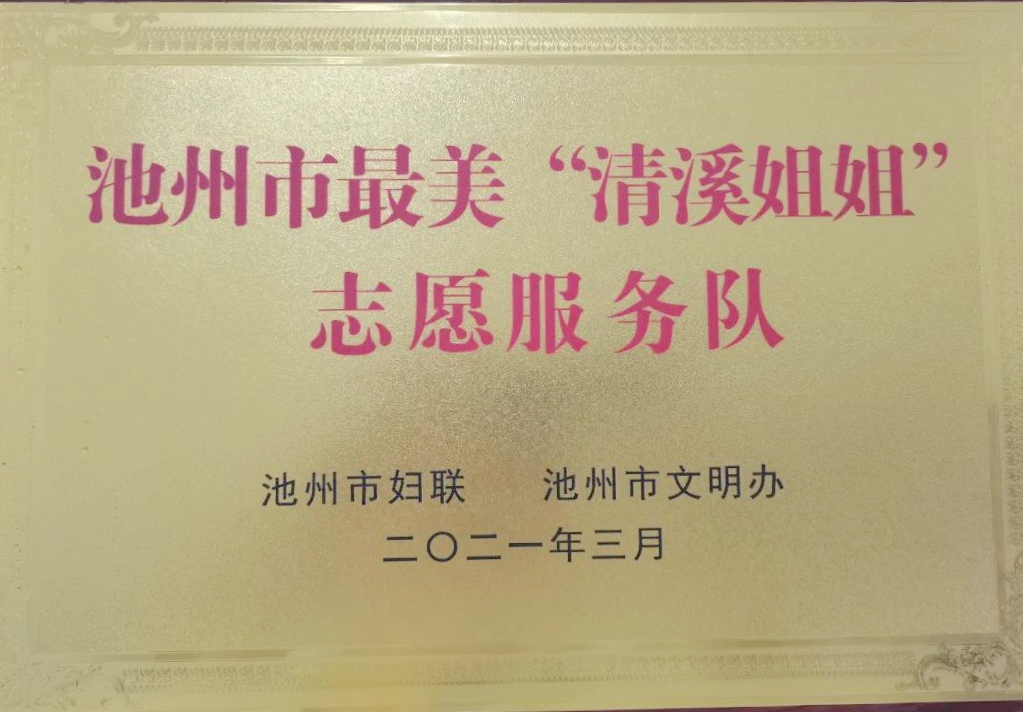 池州市最美“清溪姐姐”
志愿服务队
池州市妇联 池州市文明办
二〇二一年三月